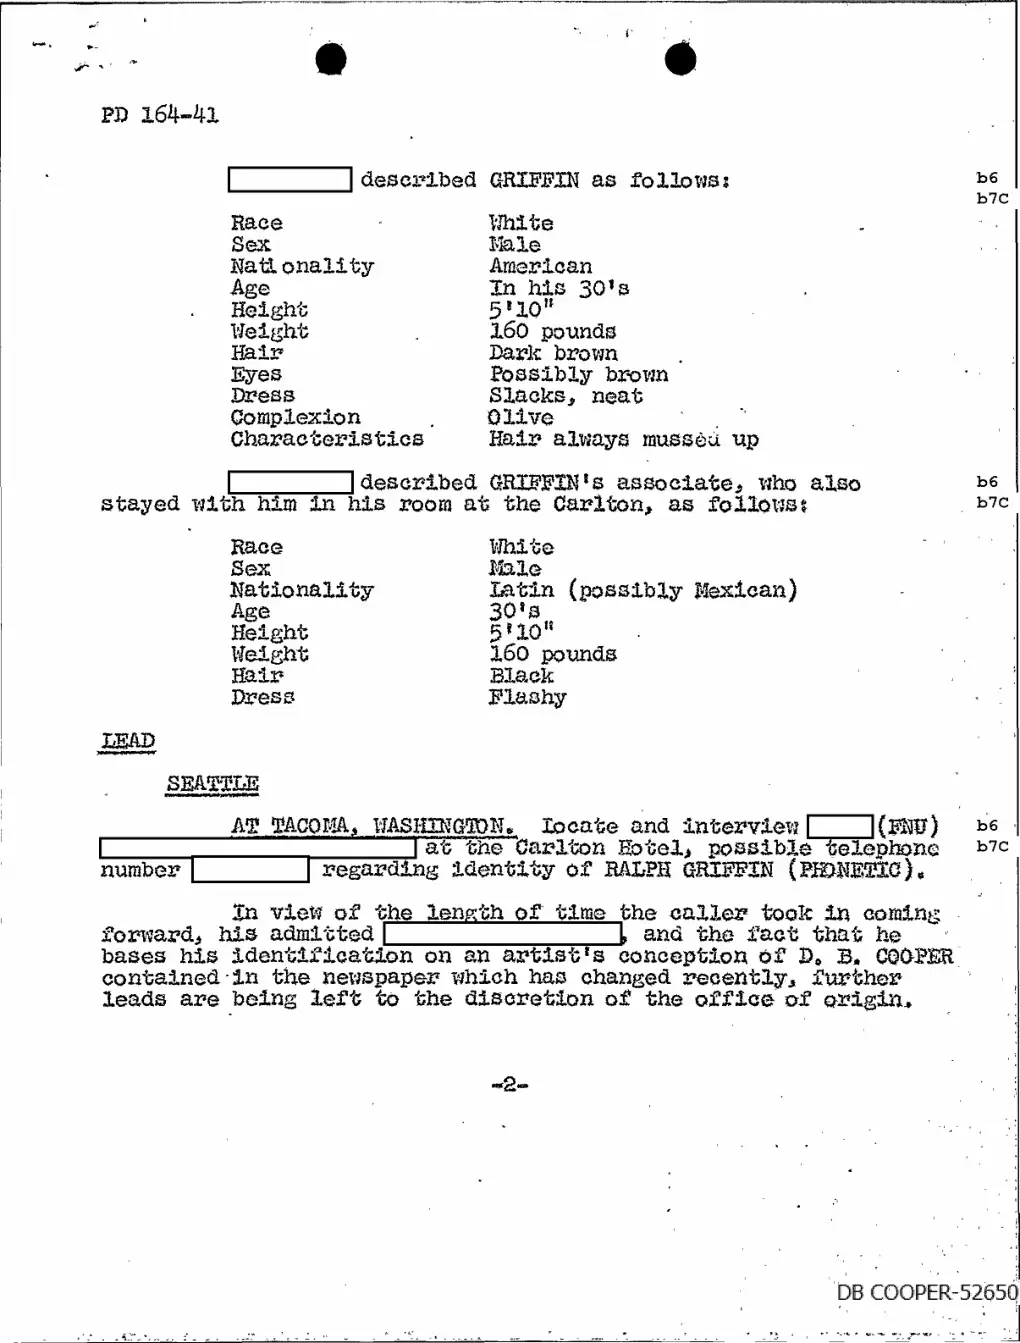 PD 164-41
described GRIFFIN as follows: b6
b7C
Race White
Sex Male
Nationality American
Age In his 30's
Height 5'10"
Weight 160 pounds
Hair Dark brown
Eyes Possibly brown
Dress Slacks, neat
Complexion Olive
Characteristics Hair always mussed up
described GRIFFIN's associate, who also b6
stayed with him in his room at the Carlton, as follows: b7C
Race White
Sex Male
Nationality Latin (possibly Mexican)
Age 30's
Height 5'10"
Weight 160 pounds
Hair Black
Dress Flashy
LEAD
SEATTLE
AT TACOMA, WASHINGTON. Locate and interview (FNU) b6
at the Carlton Hotel, possible telephone b7C
number regarding identity of RALPH GRIFFIN (PHONETIC).
In view of the length of time the caller took in coming
forward, his admitted , and the fact that he
bases his identification on an artist's conception of D. B. COOPER
contained in the newspaper which has changed recently, further
leads are being left to the discretion of the office of origin.
-2-
DB COOPER-52650